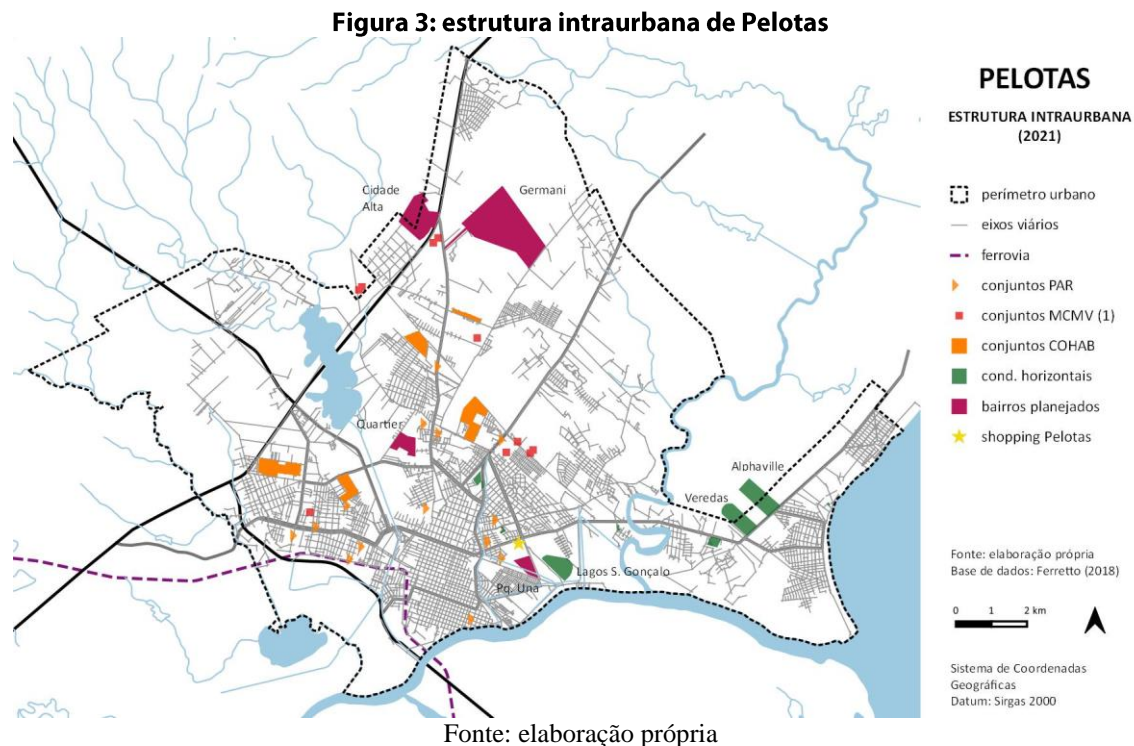 Figura 3: estrutura intraurbana de Pelotas
PELOTAS
ESTRUTURA INTRAURBANA
(2021)
perímetro urbano
eixos viários
ferrovia
conjuntos PAR
conjuntos MCMV (1)
conjuntos COHAB
cond. horizontais
bairros planejados
shopping Pelotas
Cidade
Alta
Germani
Quartier
Alphaville
Veredas
Lagos S. Gonçalo
Pq. Una
Fonte: elaboração própria
Base de dados: Ferretto (2018)
0 1 2 km
Sistema de Coordenadas
Geográficas
Datum: Sirgas 2000
Fonte: elaboração própria